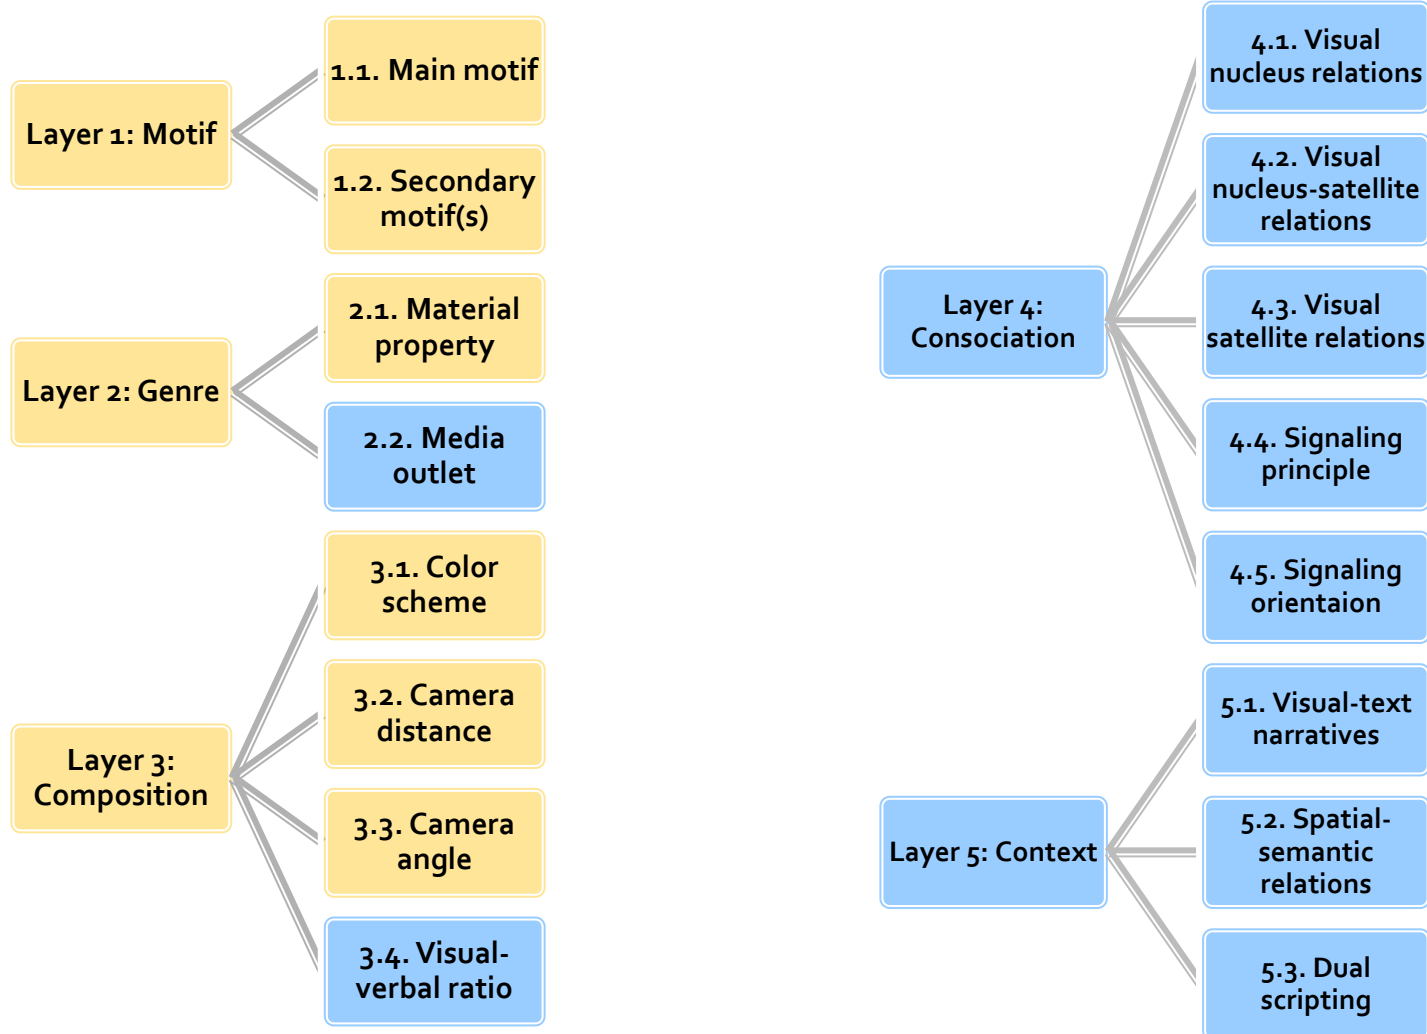 Layer 1: Motif
1.1. Main motif
1.2. Secondary
motif(s)
Layer 2: Genre
2.1. Material
property
2.2. Media
outlet
Layer 3:
Composition
3.1. Color
scheme
3.2. Camera
distance
3.3. Camera
angle
3.4. Visual-
verbal ratio
Layer 4:
Consociation
4.1. Visual
nucleus relations
4.2. Visual
nucleus-satellite
relations
4.3. Visual
satellite relations
4.4. Signaling
principle
4.5. Signaling
orientaion
Layer 5: Context
5.1. Visual-text
narratives
5.2. Spatial-
semantic
relations
5.3. Dual
scripting